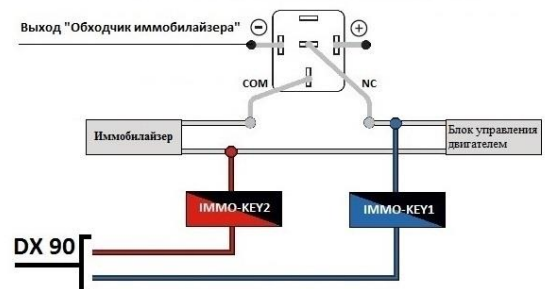 Выход "Обходчик иммобилайзера"
− +
COM NC
Иммобилайзер
Блок управления
двигателем
IMMO-KEY2 IMMO-KEY1
DX 90